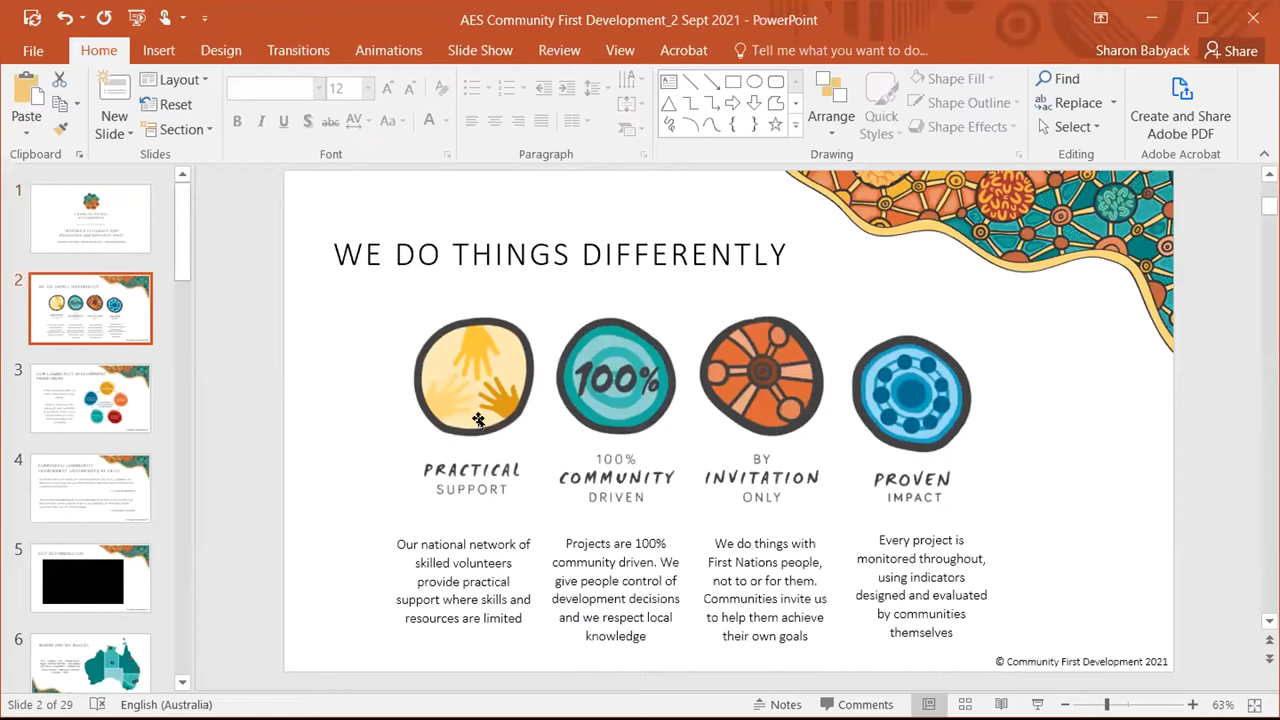 AES Community First Development_2 Sept 2021 - PowerPoint
File Home Insert Design Transitions Animations Slide Show Review View Acrobat Tell me what you want to do... Sharon Babyack Share
Paste
New Slide
Layout
Reset
Section
12
Aa
Arrange
Quick Styles
Shape Fill
Shape Outline
Shape Effects
Find
Replace
Select
Create and Share Adobe PDF
Clipboard Slides Font Paragraph Drawing Editing Adobe Acrobat
1
2
3
4
5
6
WE DO THINGS DIFFERENTLY
100%
PRACTICAL
SUPPORT
100%
COMMUNITY
DRIVEN
BY
INVITATION
ONLY
PROVEN
IMPACT
Our national network of
skilled volunteers
provide practical
support where skills and
resources are limited
Projects are 100%
community driven. We
give people control of
development decisions
and we respect local
knowledge
We do things with
First Nations people,
not to or for them.
Communities invite us
to help them achieve
their own goals
Every project is
monitored throughout,
using indicators
designed and evaluated
by communities
themselves
© Community First Development 2021
Slide 2 of 29 English (Australia) Notes Comments 63%